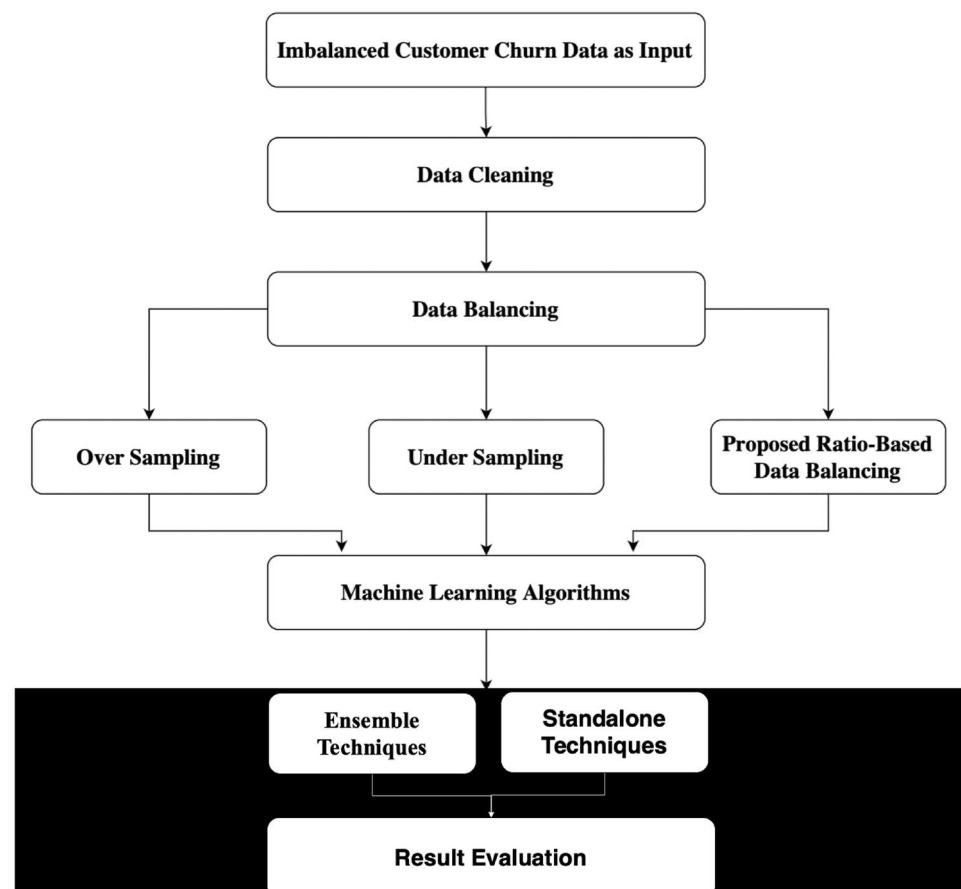 Imbalanced Customer Churn Data as Input
Data Cleaning
Data Balancing
Over Sampling
Under Sampling
Proposed Ratio-Based
Data Balancing
Machine Learning Algorithms
Ensemble
Techniques
Standalone
Techniques
Result Evaluation